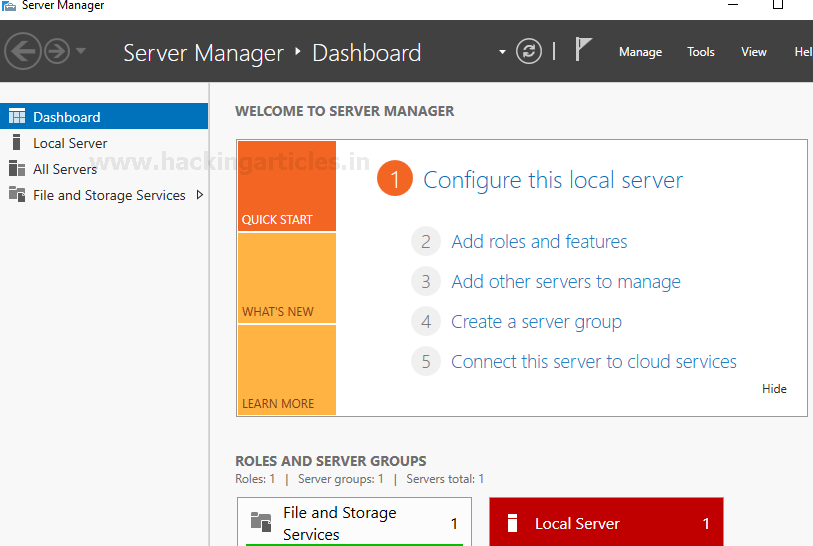 Server Manager
Server Manager ‣ Dashboard
Manage Tools View Hel
Dashboard
Local Server
All Servers
File and Storage Services
www.hackingarticles.in
WELCOME TO SERVER MANAGER
QUICK START
WHAT'S NEW
LEARN MORE
1 Configure this local server
2 Add roles and features
3 Add other servers to manage
4 Create a server group
5 Connect this server to cloud services
Hide
ROLES AND SERVER GROUPS
Roles: 1 | Server groups: 1 | Servers total: 1
File and Storage
Services
1
Local Server 1